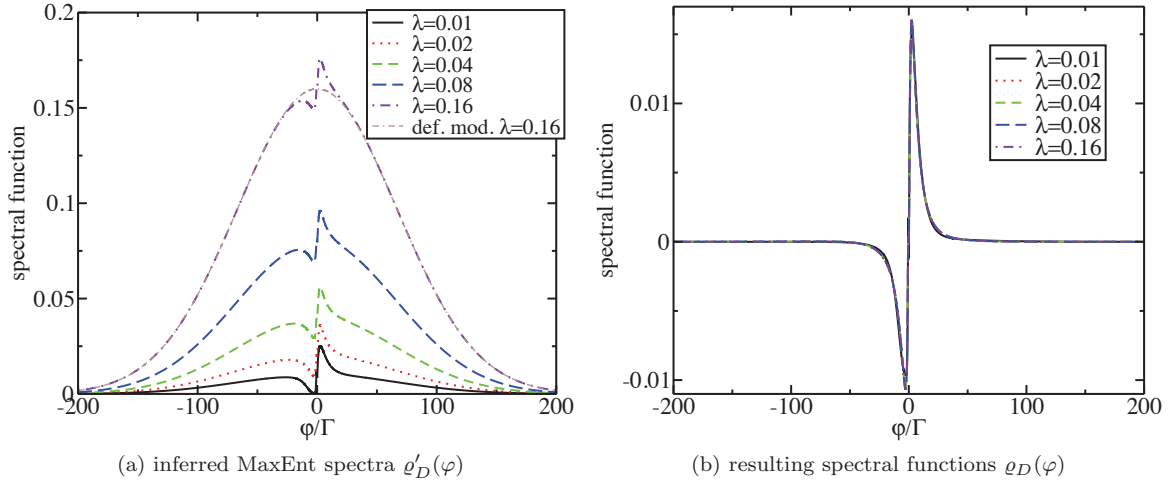 0.2
0.15
0.1
0.05
0
spectral function
λ=0.01
λ=0.02
λ=0.04
λ=0.08
λ=0.16
def. mod. λ=0.16
-200
-100
0
100
200
φ/Γ
(a) inferred MaxEnt spectra ϱ′D(φ)
0.01
0
-0.01
spectral function
λ=0.01
λ=0.02
λ=0.04
λ=0.08
λ=0.16
-200
-100
0
100
200
φ/Γ
(b) resulting spectral functions ϱD(φ)